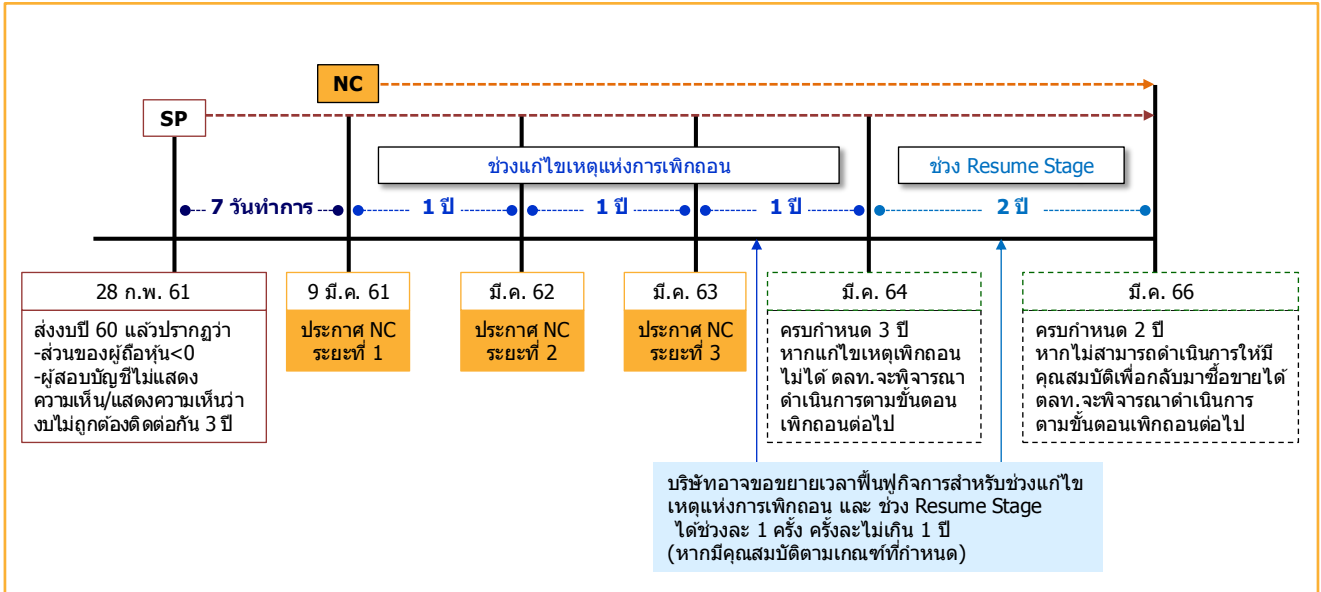 NC
SP
ช่วงแก้ไขเหตุแห่งการเพิกถอน
ช่วง Resume Stage
7 วันทำการ
1 ปี
1 ปี
1 ปี
2 ปี
28 ก.พ. 61
ส่งงบปี 60 แล้วปรากฏว่า
-ส่วนของผู้ถือหุ้น<0
-ผู้สอบบัญชีไม่แสดง
ความเห็น/แสดงความเห็นว่า
งบไม่ถูกต้องติดต่อกัน 3 ปี
9 มี.ค. 61
ประกาศ NC
ระยะที่ 1
มี.ค. 62
ประกาศ NC
ระยะที่ 2
มี.ค. 63
ประกาศ NC
ระยะที่ 3
มี.ค. 64
ครบกำหนด 3 ปี
หากแก้ไขเหตุเพิกถอน
ไม่ได้ ตลท.จะพิจารณา
ดำเนินการตามขั้นตอน
เพิกถอนต่อไป
มี.ค. 66
ครบกำหนด 2 ปี
หากไม่สามารถดำเนินการให้มี
คุณสมบัติเพื่อกลับมาซื้อขายได้
ตลท.จะพิจารณาดำเนินการ
ตามขั้นตอนเพิกถอนต่อไป
บริษัทอาจขอขยายเวลาฟื้นฟูกิจการสำหรับช่วงแก้ไข
เหตุแห่งการเพิกถอน และ ช่วง Resume Stage
ได้ช่วงละ 1 ครั้ง ครั้งละไม่เกิน 1 ปี
(หากมีคุณสมบัติตามเกณฑ์ที่กำหนด)